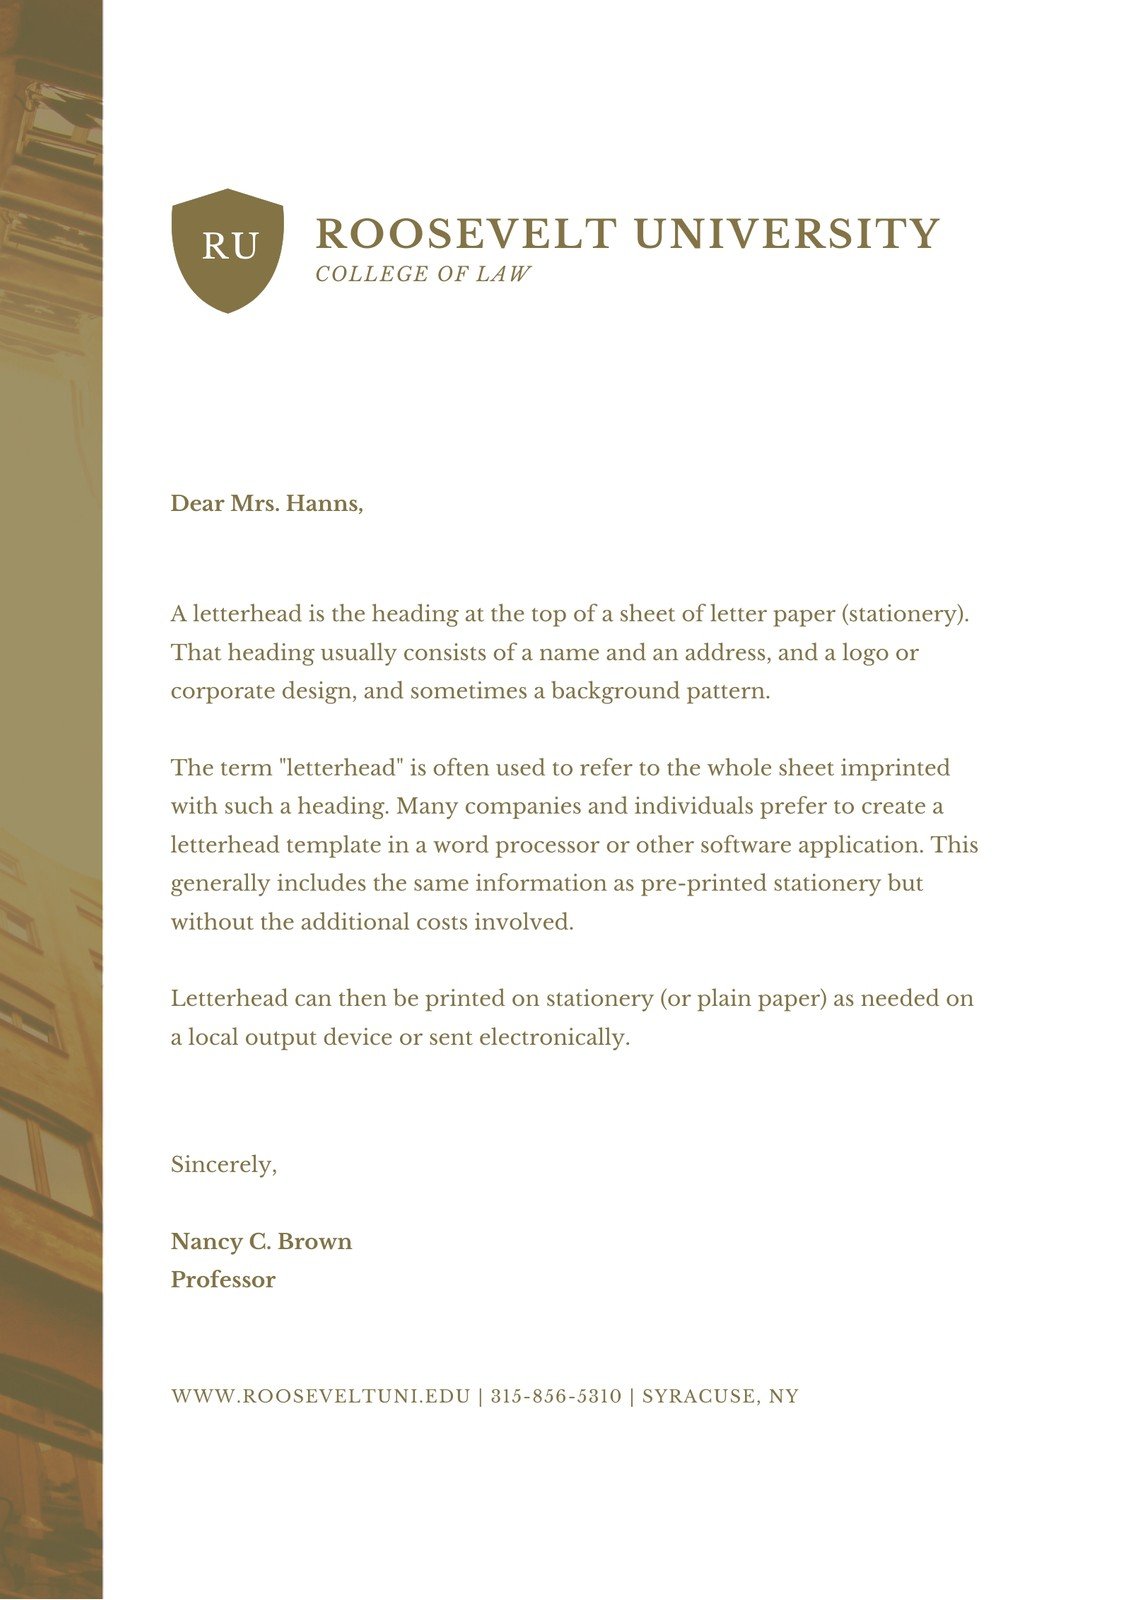 RU
ROOSEVELT UNIVERSITY
COLLEGE OF LAW
Dear Mrs. Hanns,
A letterhead is the heading at the top of a sheet of letter paper (stationery).
That heading usually consists of a name and an address, and a logo or
corporate design, and sometimes a background pattern.
The term "letterhead" is often used to refer to the whole sheet imprinted
with such a heading. Many companies and individuals prefer to create a
letterhead template in a word processor or other software application. This
generally includes the same information as pre-printed stationery but
without the additional costs involved.
Letterhead can then be printed on stationery (or plain paper) as needed on
a local output device or sent electronically.
Sincerely,
Nancy C. Brown
Professor
WWW.ROOSEVELTUNI.EDU | 315-856-5310 | SYRACUSE, NY